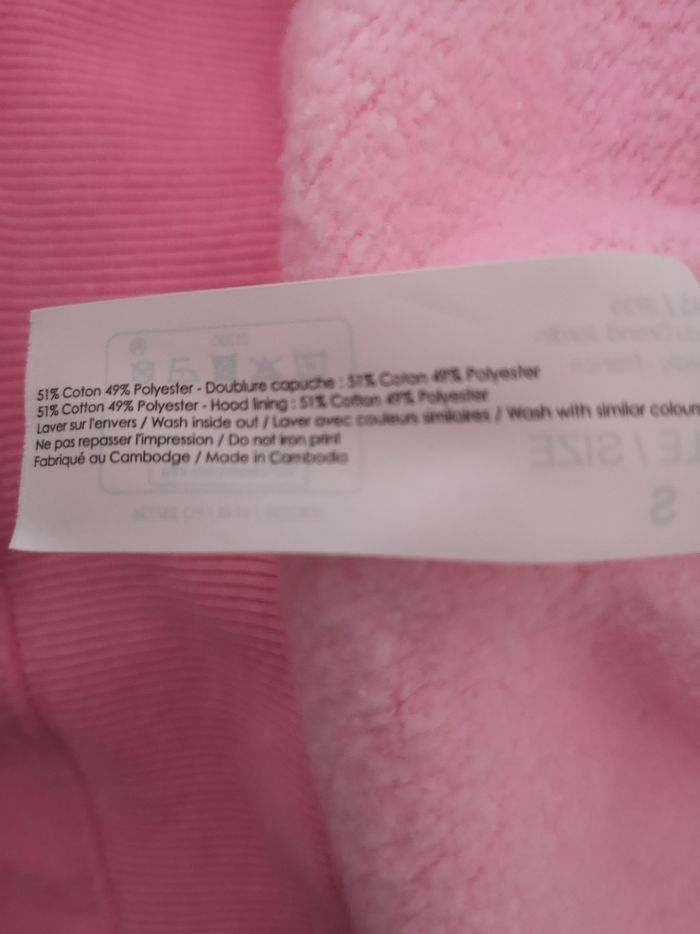 51% Coton 49% Polyester - Doublure capuche : 51% Coton 49% Polyester
51% Cotton 49% Polyester - Hood lining : 51% Cotton 49% Polyester
Laver sur l'envers / Wash inside out / Laver avec couleurs similaires / Wash with similar colours
Ne pas repasser l'impression / Do not iron print
Fabriqué au Cambodge / Made in Cambodia
LE / SIZE
S